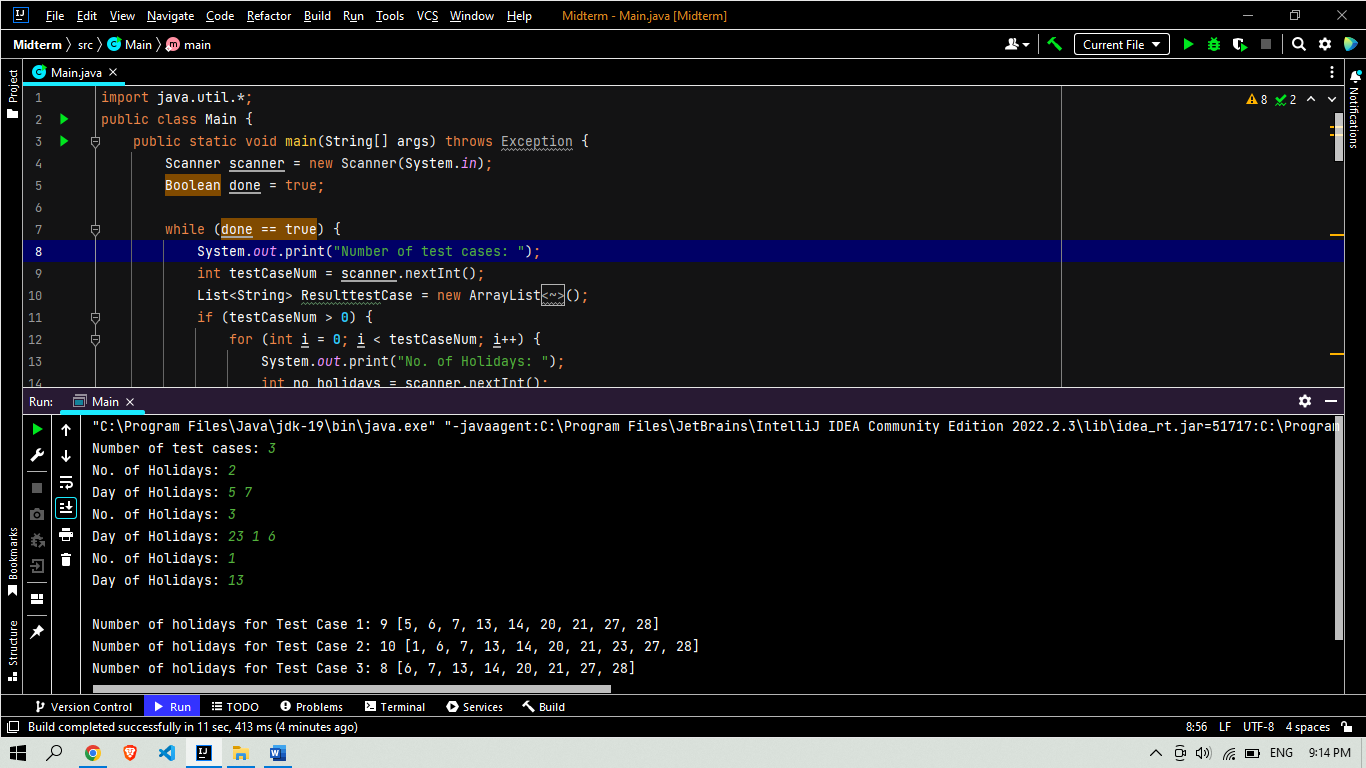 File Edit View Navigate Code Refactor Build Run Tools VCS Window Help Midterm - Main.java [Midterm]
Midterm src Main main Current File
Project
Main.java
1 import java.util.*;
2 public class Main {
3 public static void main(String[] args) throws Exception {
4 Scanner scanner = new Scanner(System.in);
5 Boolean done = true;
6
7 while (done == true) {
8 System.out.print("Number of test cases: ");
9 int testCaseNum = scanner.nextInt();
10 List<String> ResulttestCase = new ArrayList<~>();
11 if (testCaseNum > 0) {
12 for (int i = 0; i < testCaseNum; i++) {
13 System.out.print("No. of Holidays: ");
14 int no_holidays = scanner.nextInt();
8 2
Notifications
Run: Main
"C:\Program Files\Java\jdk-19\bin\java.exe" "-javaagent:C:\Program Files\JetBrains\IntelliJ IDEA Community Edition 2022.2.3\lib\idea_rt.jar=51717:C:\Program
Number of test cases: 3
No. of Holidays: 2
Day of Holidays: 5 7
No. of Holidays: 3
Day of Holidays: 23 1 6
No. of Holidays: 1
Day of Holidays: 13
Number of holidays for Test Case 1: 9 [5, 6, 7, 13, 14, 20, 21, 27, 28]
Number of holidays for Test Case 2: 10 [1, 6, 7, 13, 14, 20, 21, 23, 27, 28]
Number of holidays for Test Case 3: 8 [6, 7, 13, 14, 20, 21, 27, 28]
Bookmarks
Structure
Version Control Run TODO Problems Terminal Services Build
Build completed successfully in 11 sec, 413 ms (4 minutes ago) 8:56 LF UTF-8 4 spaces
ENG 9:14 PM